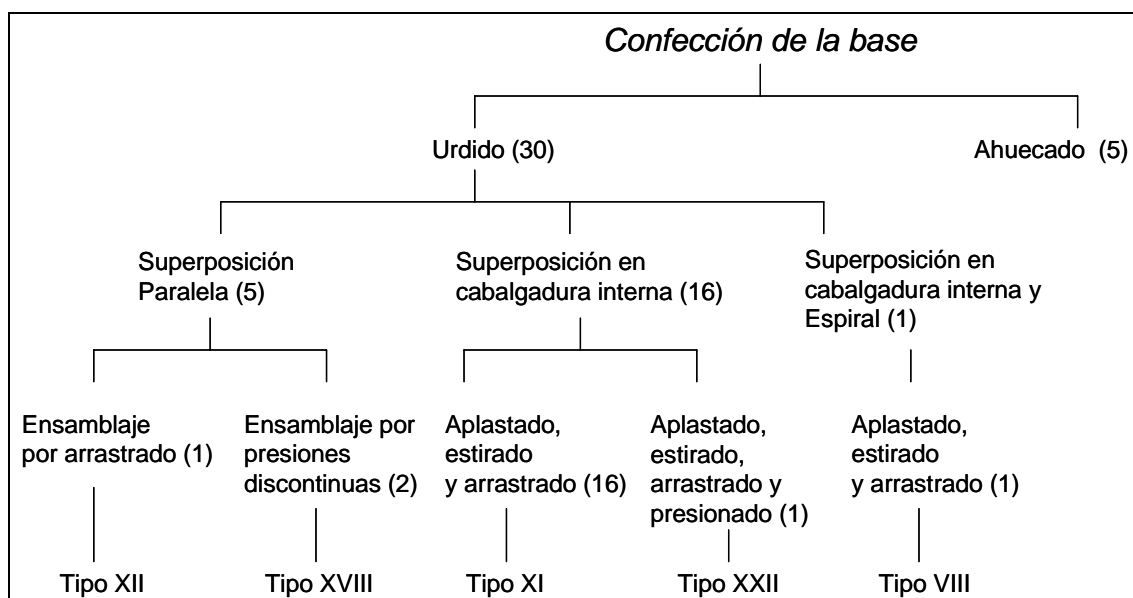 Confección de la base
Urdido (30)
Ahuecado (5)
Superposición
Paralela (5)
Superposición en
cabalgadura interna (16)
Superposición en
cabalgadura interna y
Espiral (1)
Ensamblaje
por arrastrado (1)
Ensamblaje por
presiones
discontinuas (2)
Aplastado,
estirado
y arrastrado (16)
Aplastado,
estirado,
arrastrado y
presionado (1)
Aplastado,
estirado
y arrastrado (1)
Tipo XII
Tipo XVIII
Tipo XI
Tipo XXII
Tipo VIII